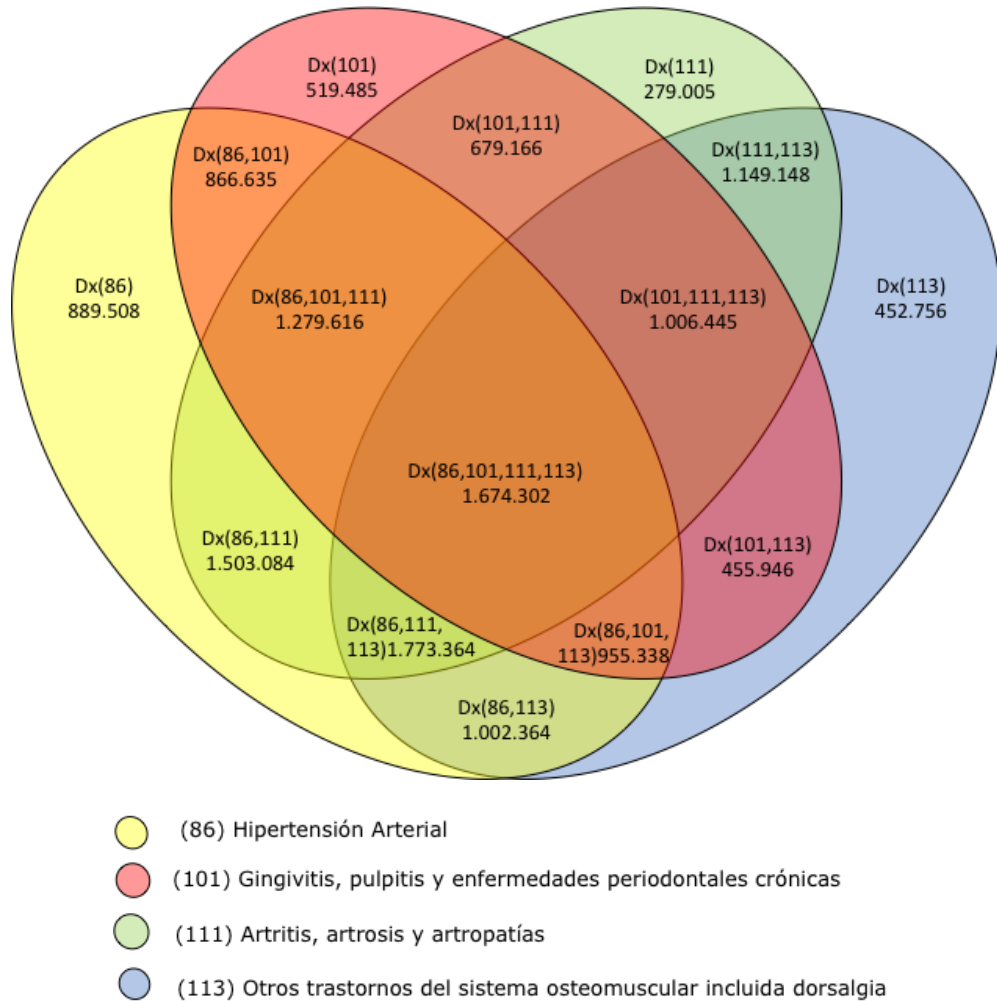 Dx(101)
519.485
Dx(111)
279.005
Dx(101,111)
679.166
Dx(86,101)
866.635
Dx(111,113)
1.149.148
Dx(86)
889.508
Dx(86,101,111)
1.279.616
Dx(101,111,113)
1.006.445
Dx(113)
452.756
Dx(86,101,111,113)
1.674.302
Dx(86,111)
1.503.084
Dx(101,113)
455.946
Dx(86,111,
113)1.773.364
Dx(86,101,
113)955.338
Dx(86,113)
1.002.364
(86) Hipertensión Arterial
(101) Gingivitis, pulpitis y enfermedades periodontales crónicas
(111) Artritis, artrosis y artropatías
(113) Otros trastornos del sistema osteomuscular incluida dorsalgia